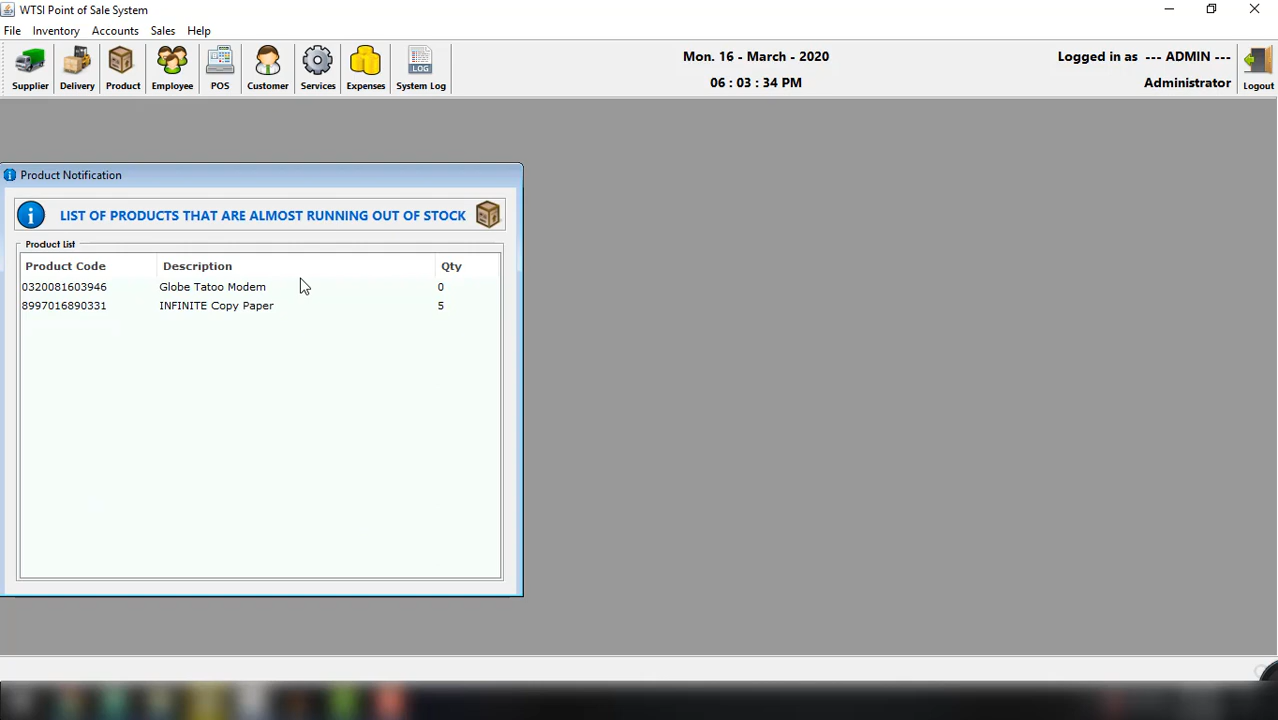 WTSI Point of Sale System
File Inventory Accounts Sales Help
Supplier Delivery Product Employee POS Customer Services Expenses LOG System Log
Mon. 16 - March - 2020
06 : 03 : 34 PM
Logged in as --- ADMIN ---
Administrator
Logout
Product Notification
LIST OF PRODUCTS THAT ARE ALMOST RUNNING OUT OF STOCK
Product List
Product Code Description Qty
0320081603946 Globe Tatoo Modem 0
8997016890331 INFINITE Copy Paper 5